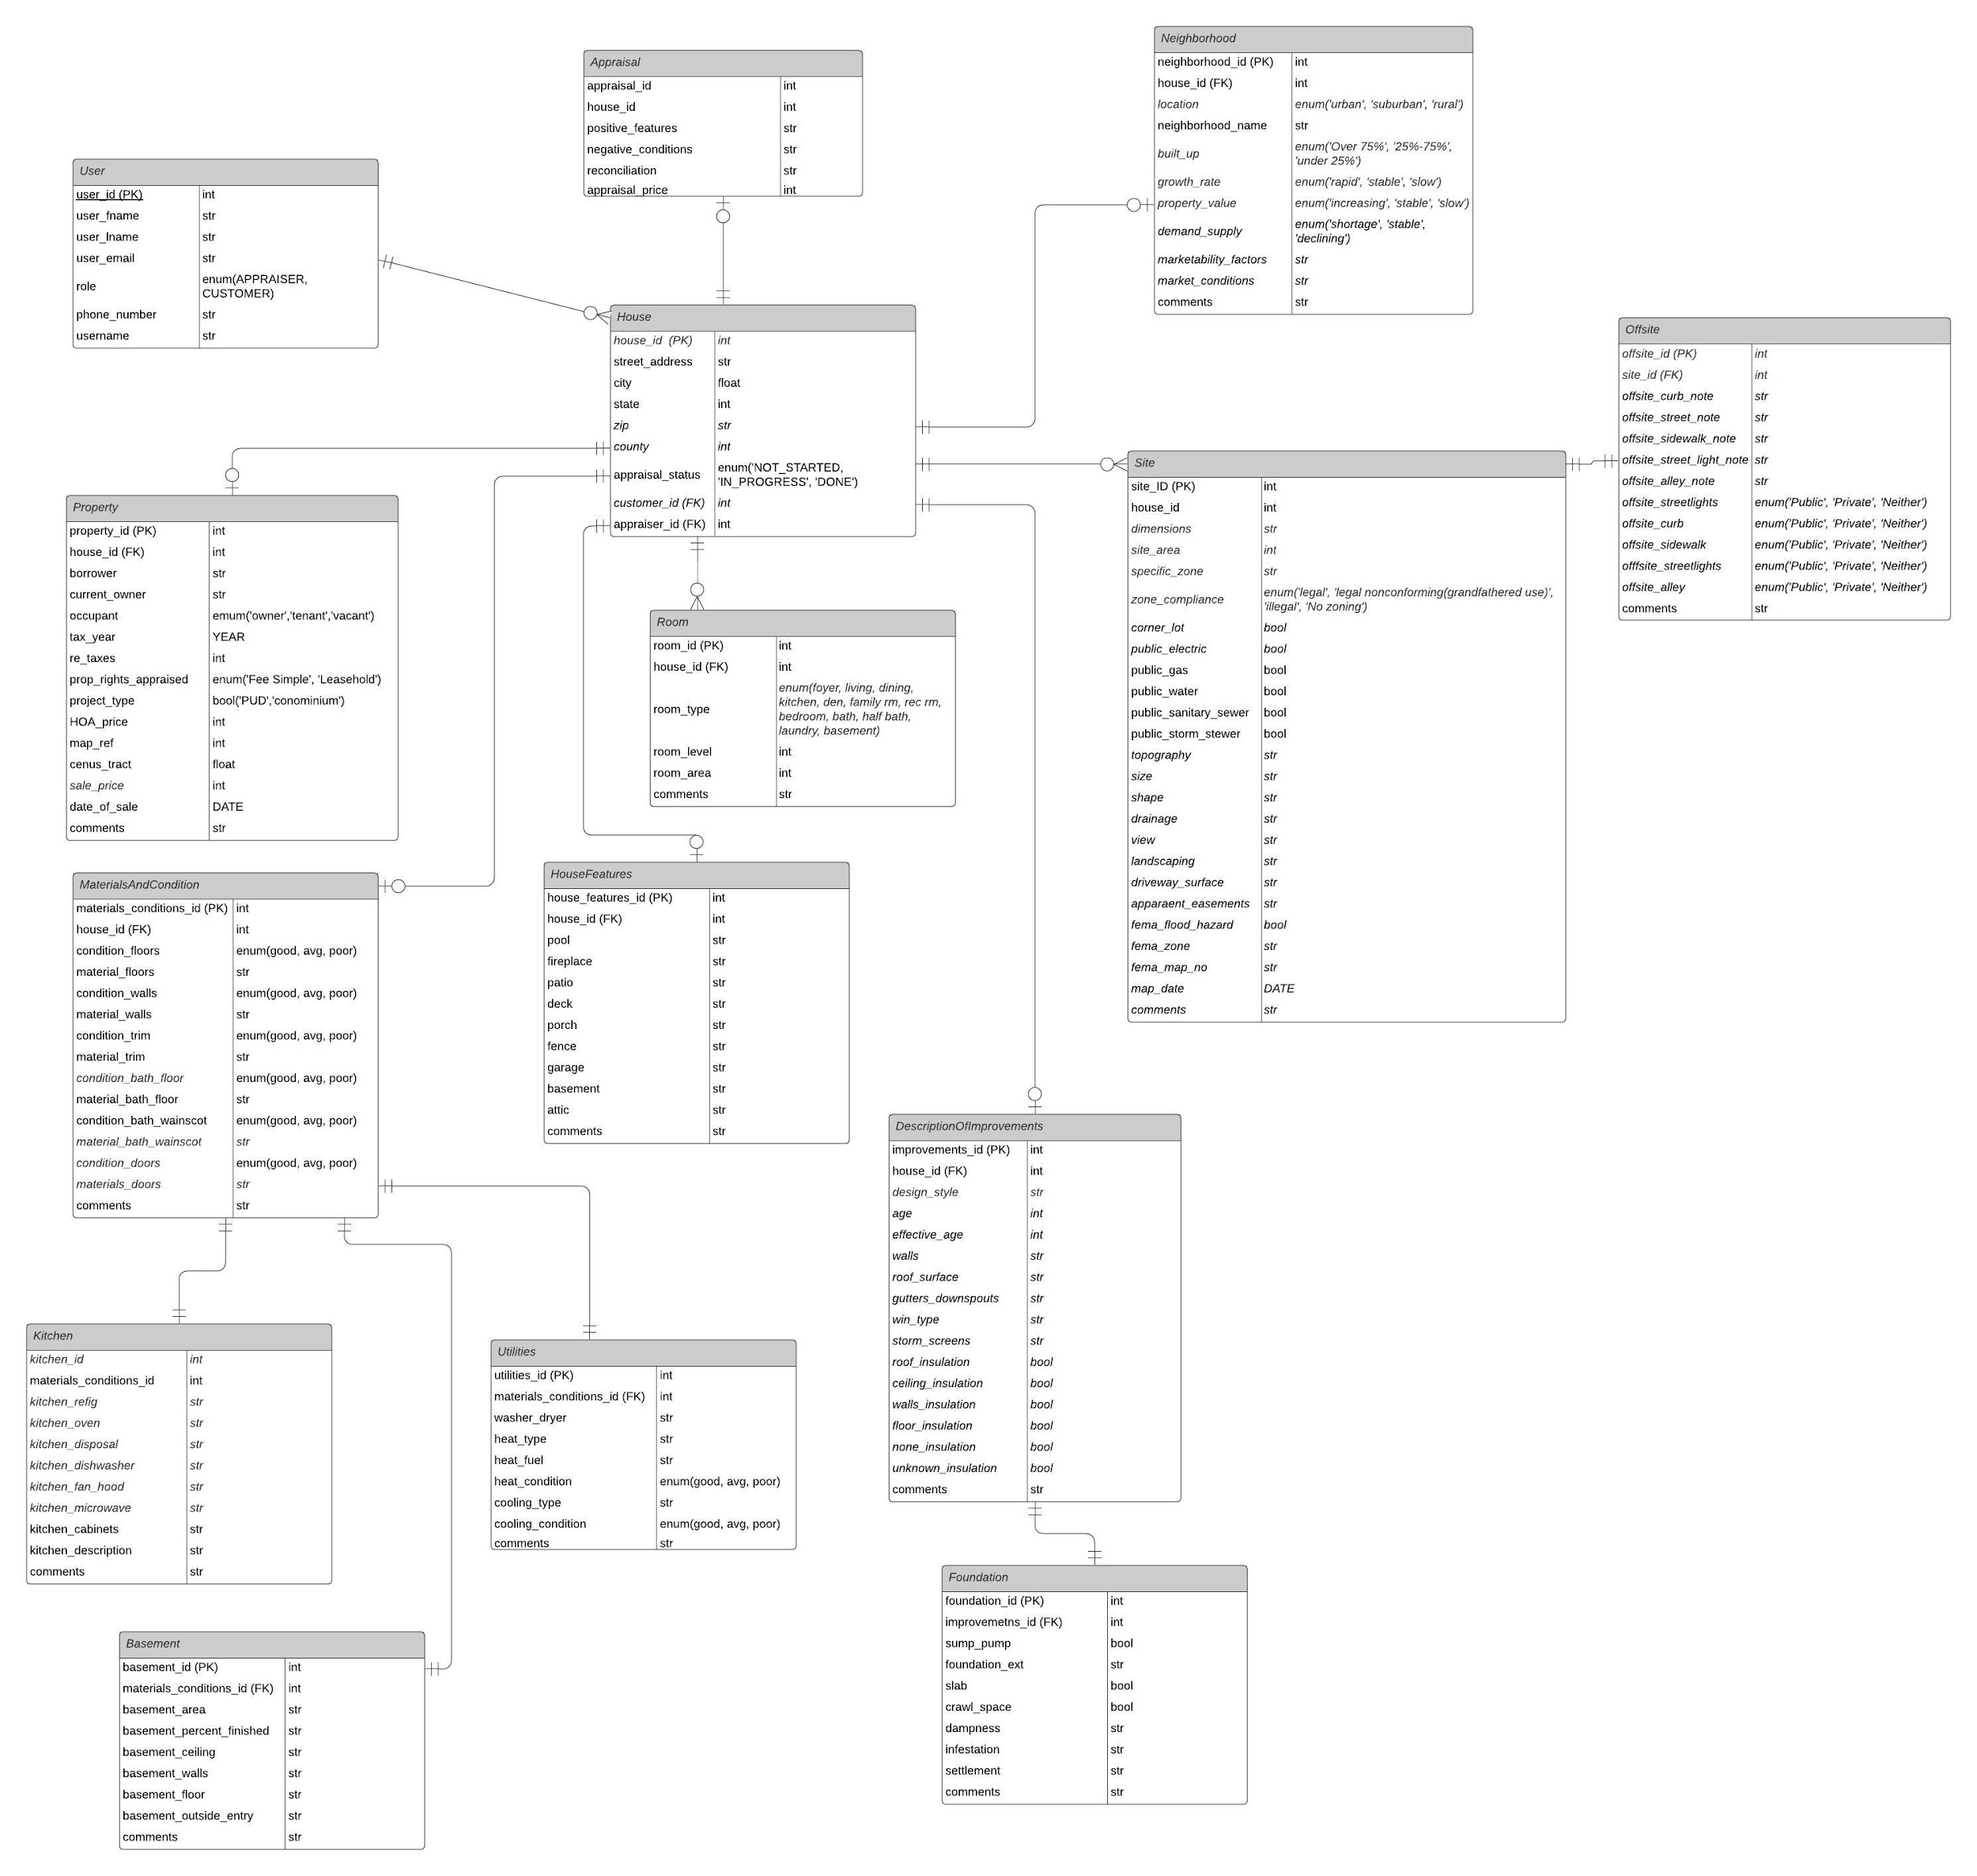 Appraisal
appraisal_id int
house_id int
positive_features str
negative_conditions str
reconciliation str
appraisal_price int
Neighborhood
neighborhood_id (PK) int
house_id (FK) int
location enum('urban', 'suburban', 'rural')
neighborhood_name str
built_up enum('Over 75%', '25%-75%',
'under 25%')
growth_rate enum('rapid', 'stable', 'slow')
property_value enum('increasing', 'stable', 'slow')
demand_supply enum('shortage', 'stable',
'declining')
marketability_factors str
market_conditions str
comments str
User
user_id (PK) int
user_fname str
user_lname str
user_email str
role enum(APPRAISER,
CUSTOMER)
phone_number str
username str
House
house_id (PK) int
street_address str
city float
state int
zip str
county int
appraisal_status enum('NOT_STARTED,
'IN_PROGRESS', 'DONE')
customer_id (FK) int
appraiser_id (FK) int
Offsite
offsite_id (PK) int
site_id (FK) int
offsite_curb_note str
offsite_street_note str
offsite_sidewalk_note str
offsite_street_light_note str
offsite_alley_note str
offsite_streetlights enum('Public', 'Private', 'Neither')
offsite_curb enum('Public', 'Private', 'Neither')
offsite_sidewalk enum('Public', 'Private', 'Neither')
offfsite_streetlights enum('Public', 'Private', 'Neither')
offsite_alley enum('Public', 'Private', 'Neither')
comments str
Site
site_ID (PK) int
house_id int
dimensions str
site_area int
specific_zone str
zone_compliance enum('legal', 'legal nonconforming(grandfathered use)',
'illegal', 'No zoning')
corner_lot bool
public_electric bool
public_gas bool
public_water bool
public_sanitary_sewer bool
public_storm_stewer bool
topography str
size str
shape str
drainage str
view str
landscaping str
driveway_surface str
apparaent_easements str
fema_flood_hazard bool
fema_zone str
fema_map_no str
map_date DATE
comments str
Property
property_id (PK) int
house_id (FK) int
borrower str
current_owner str
occupant emum('owner','tenant','vacant')
tax_year YEAR
re_taxes int
prop_rights_appraised enum('Fee Simple', 'Leasehold')
project_type bool('PUD','conominium')
HOA_price int
map_ref int
cenus_tract float
sale_price int
date_of_sale DATE
comments str
Room
room_id (PK) int
house_id (FK) int
room_type enum(foyer, living, dining,
kitchen, den, family rm, rec rm,
bedroom, bath, half bath,
laundry, basement)
room_level int
room_area int
comments str
MaterialsAndCondition
materials_conditions_id (PK) int
house_id (FK) int
condition_floors enum(good, avg, poor)
material_floors str
condition_walls enum(good, avg, poor)
material_walls str
condition_trim enum(good, avg, poor)
material_trim str
condition_bath_floor enum(good, avg, poor)
material_bath_floor str
condition_bath_wainscot enum(good, avg, poor)
material_bath_wainscot str
condition_doors enum(good, avg, poor)
materials_doors str
comments str
HouseFeatures
house_features_id (PK) int
house_id (FK) int
pool str
fireplace str
patio str
deck str
porch str
fence str
garage str
basement str
attic str
comments str
DescriptionOfImprovements
improvements_id (PK) int
house_id (FK) int
design_style str
age int
effective_age int
walls str
roof_surface str
gutters_downspouts str
win_type str
storm_screens str
roof_insulation bool
ceiling_insulation bool
walls_insulation bool
floor_insulation bool
none_insulation bool
unknown_insulation bool
comments str
Kitchen
kitchen_id int
materials_conditions_id int
kitchen_refig str
kitchen_oven str
kitchen_disposal str
kitchen_dishwasher str
kitchen_fan_hood str
kitchen_microwave str
kitchen_cabinets str
kitchen_description str
comments str
Utilities
utilities_id (PK) int
materials_conditions_id (FK) int
washer_dryer str
heat_type str
heat_fuel str
heat_condition enum(good, avg, poor)
cooling_type str
cooling_condition enum(good, avg, poor)
comments str
Foundation
foundation_id (PK) int
improvemetns_id (FK) int
sump_pump bool
foundation_ext str
slab bool
crawl_space bool
dampness str
infestation str
settlement str
comments str
Basement
basement_id (PK) int
materials_conditions_id (FK) int
basement_area str
basement_percent_finished str
basement_ceiling str
basement_walls str
basement_floor str
basement_outside_entry str
comments str